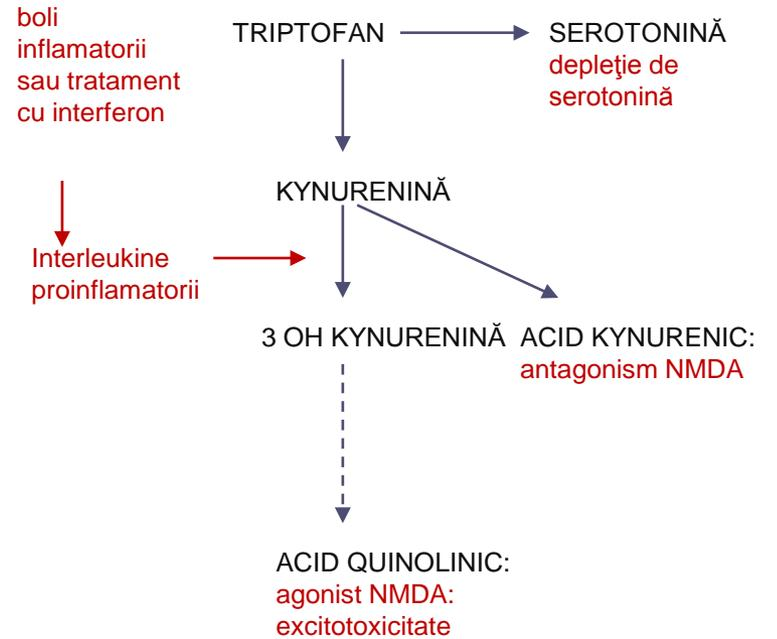 boli
inflamatorii
sau tratament
cu interferon
TRIPTOFAN
SEROTONINĂ
depleţie de
serotonină
KYNURENINĂ
Interleukine
proinflamatorii
3 OH KYNURENINĂ
ACID KYNURENIC:
antagonism NMDA
ACID QUINOLINIC:
agonist NMDA:
excitotoxicitate